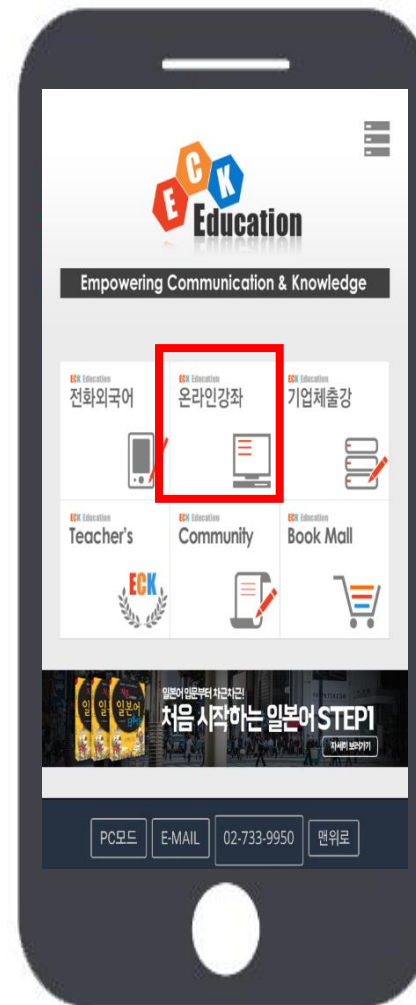 ECK
Education
Empowering Communication & Knowledge
ECK Education
전화외국어
ECK Education
온라인강좌
ECK Education
기업체출강
ECK Education
Teacher's
ECK
ECK Education
Community
ECK Education
Book Mall
일본어 입문부터 차근차근!
처음 시작하는 일본어 STEP1
자세히 보러가기
PC모드
E-MAIL
02-733-9950
맨위로